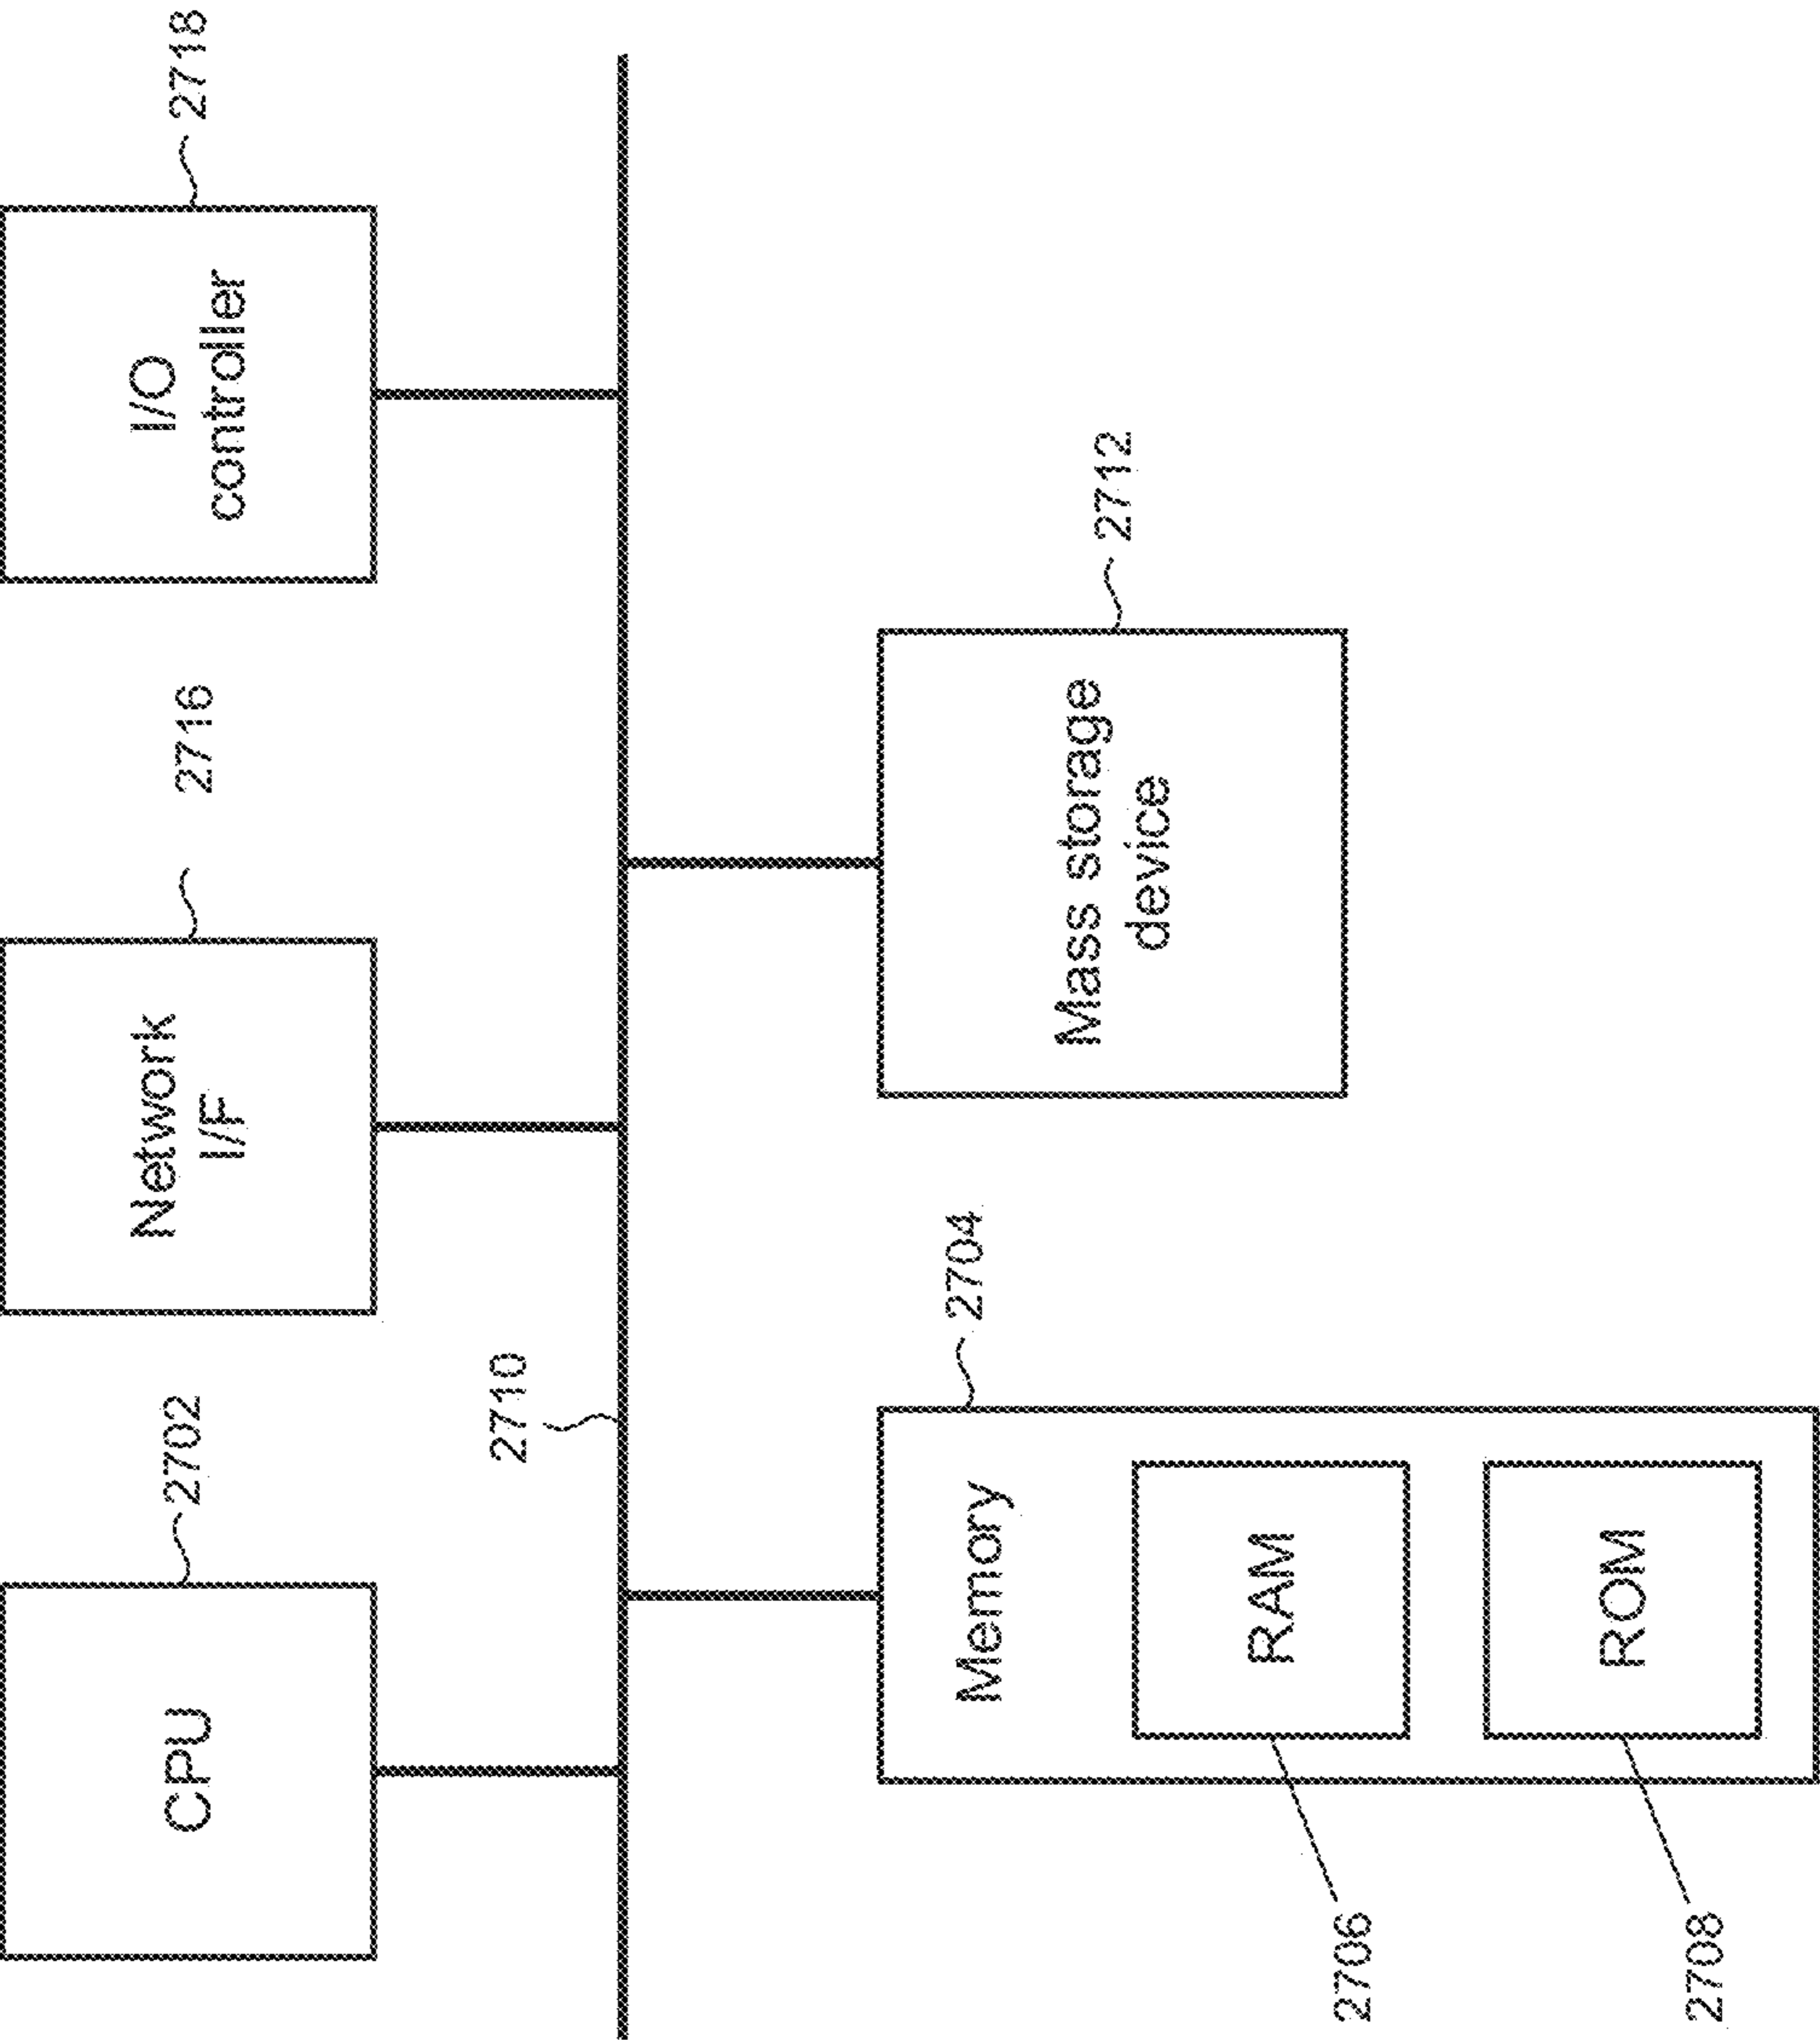 2702
2716
2718
CPU
Network
I/F
I/O
controller
2710
2704
2712
Memory
Mass storage
device
RAM
ROM
2706
2708